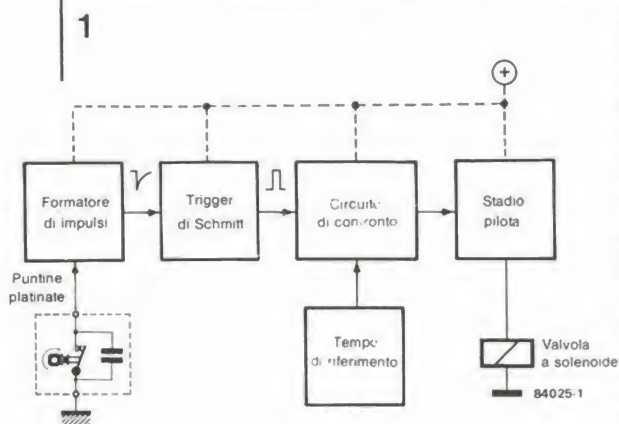 1
+
Formatore
di impulsi
Trigger
di Schmitt
Circuito
di confronto
Stadio
pilota
Puntine
platinate
Tempo
di riferimento
Valvola
a solenoide
84025-1